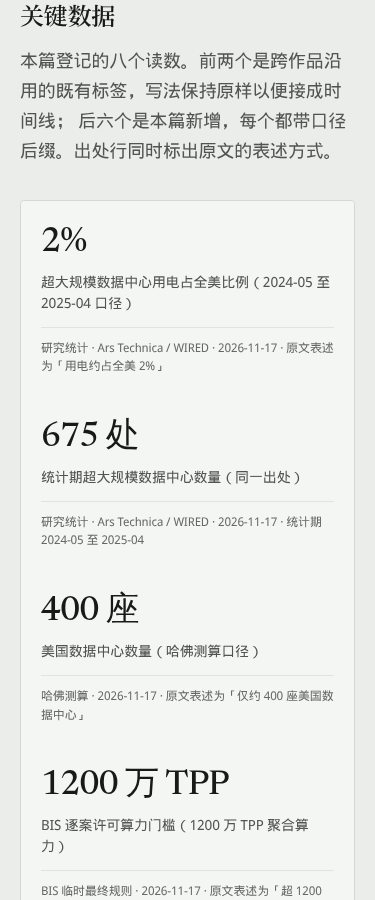 关键数据
本篇登记的八个读数。前两个是跨作品沿
用的既有标签，写法保持原样以便接成时
间线； 后六个是本篇新增，每个都带口径
后缀。出处行同时标出原文的表述方式。
2%
超大规模数据中心用电占全美比例（2024-05 至
2025-04 口径）
研究统计 · Ars Technica / WIRED · 2026-11-17 · 原文表述
为「用电约占全美 2%」
675 处
统计期超大规模数据中心数量（同一出处）
研究统计 · Ars Technica / WIRED · 2026-11-17 · 统计期
2024-05 至 2025-04
400 座
美国数据中心数量（哈佛测算口径）
哈佛测算 · 2026-11-17 · 原文表述为「仅约 400 座美国数
据中心」
1200 万 TPP
BIS 逐案许可算力门槛（1200 万 TPP 聚合算
力）
BIS 临时最终规则 · 2026-11-17 · 原文表述为「超 1200